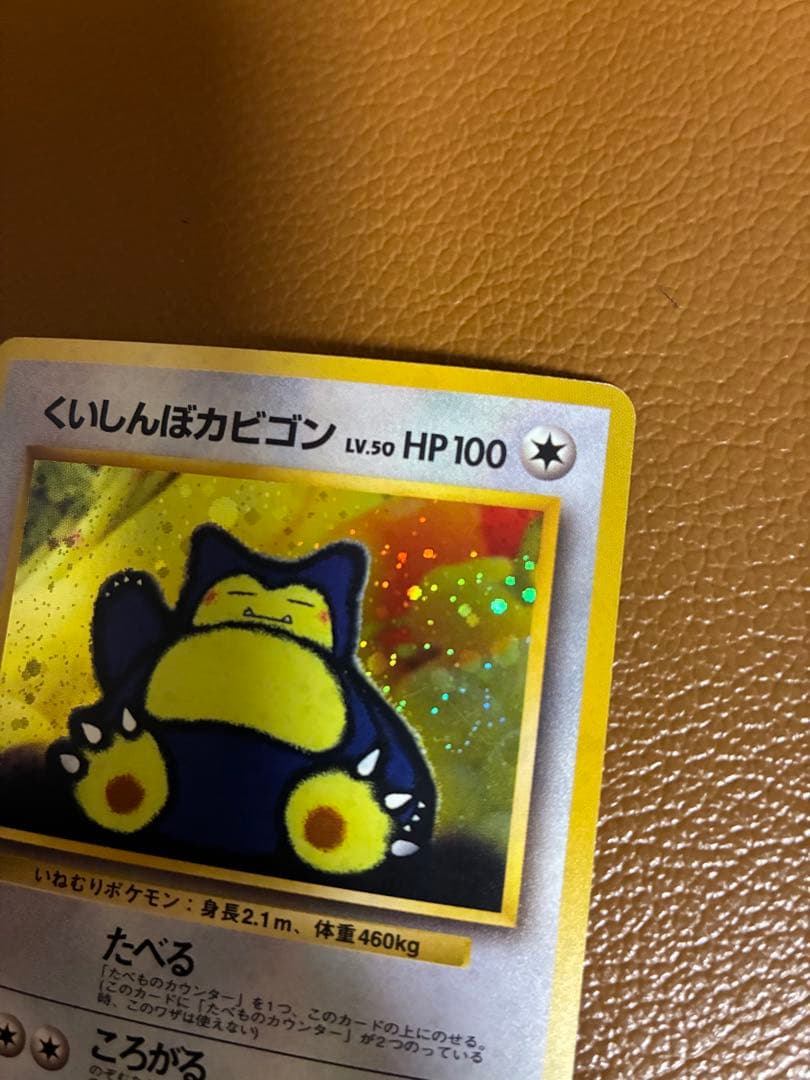 くいしんぼカビゴン LV.50 HP100
いねむりポケモン：身長2.1m、体重460kg
たべる
「たべものカウンター」を1つ、このカードの上にのせる。
(このカードに「たべものカウンター」が2つのっている
時、このワザは使えない)
ころがる